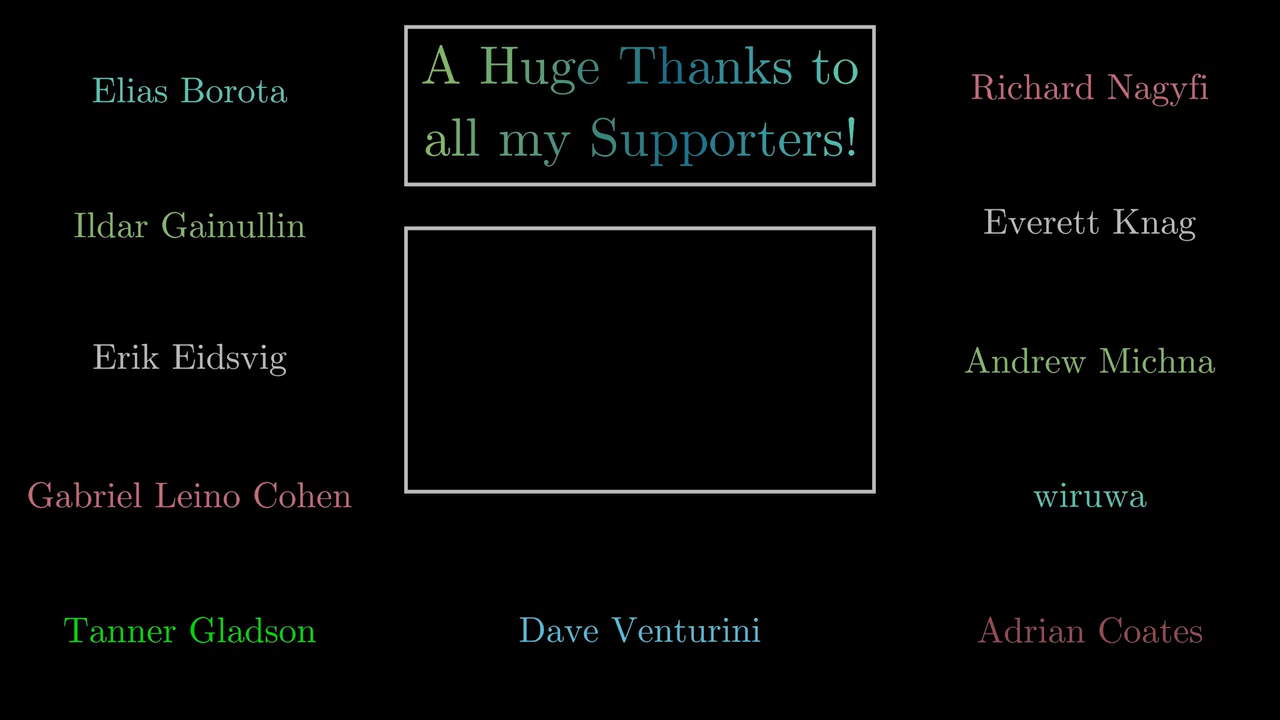 A Huge Thanks to
all my Supporters!
Elias Borota
Richard Nagyfi
Ildar Gainullin
Everett Knag
Erik Eidsvig
Andrew Michna
Gabriel Leino Cohen
wiruwa
Tanner Gladson
Dave Venturini
Adrian Coates